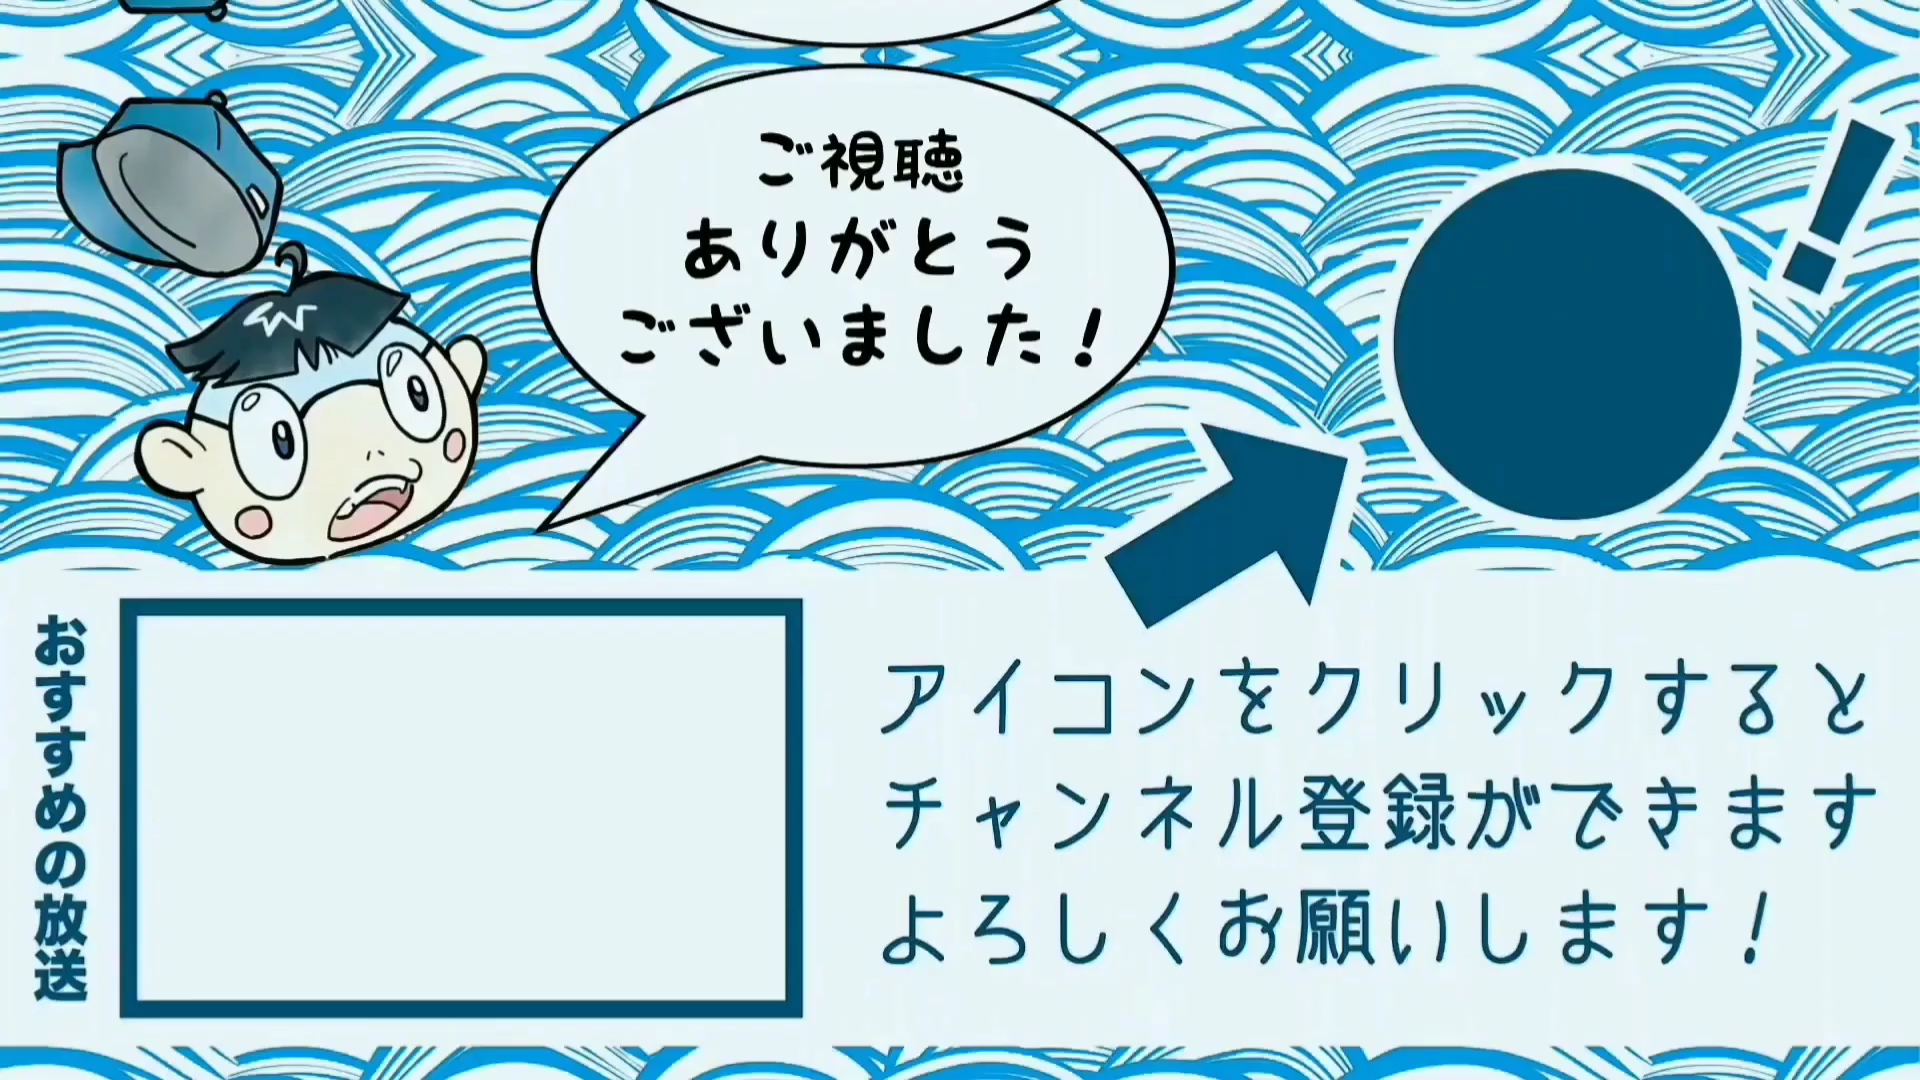 ご視聴
ありがとう
ございました！
おすすめの放送
アイコンをクリックすると
チャンネル登録ができます
よろしくお願いします！